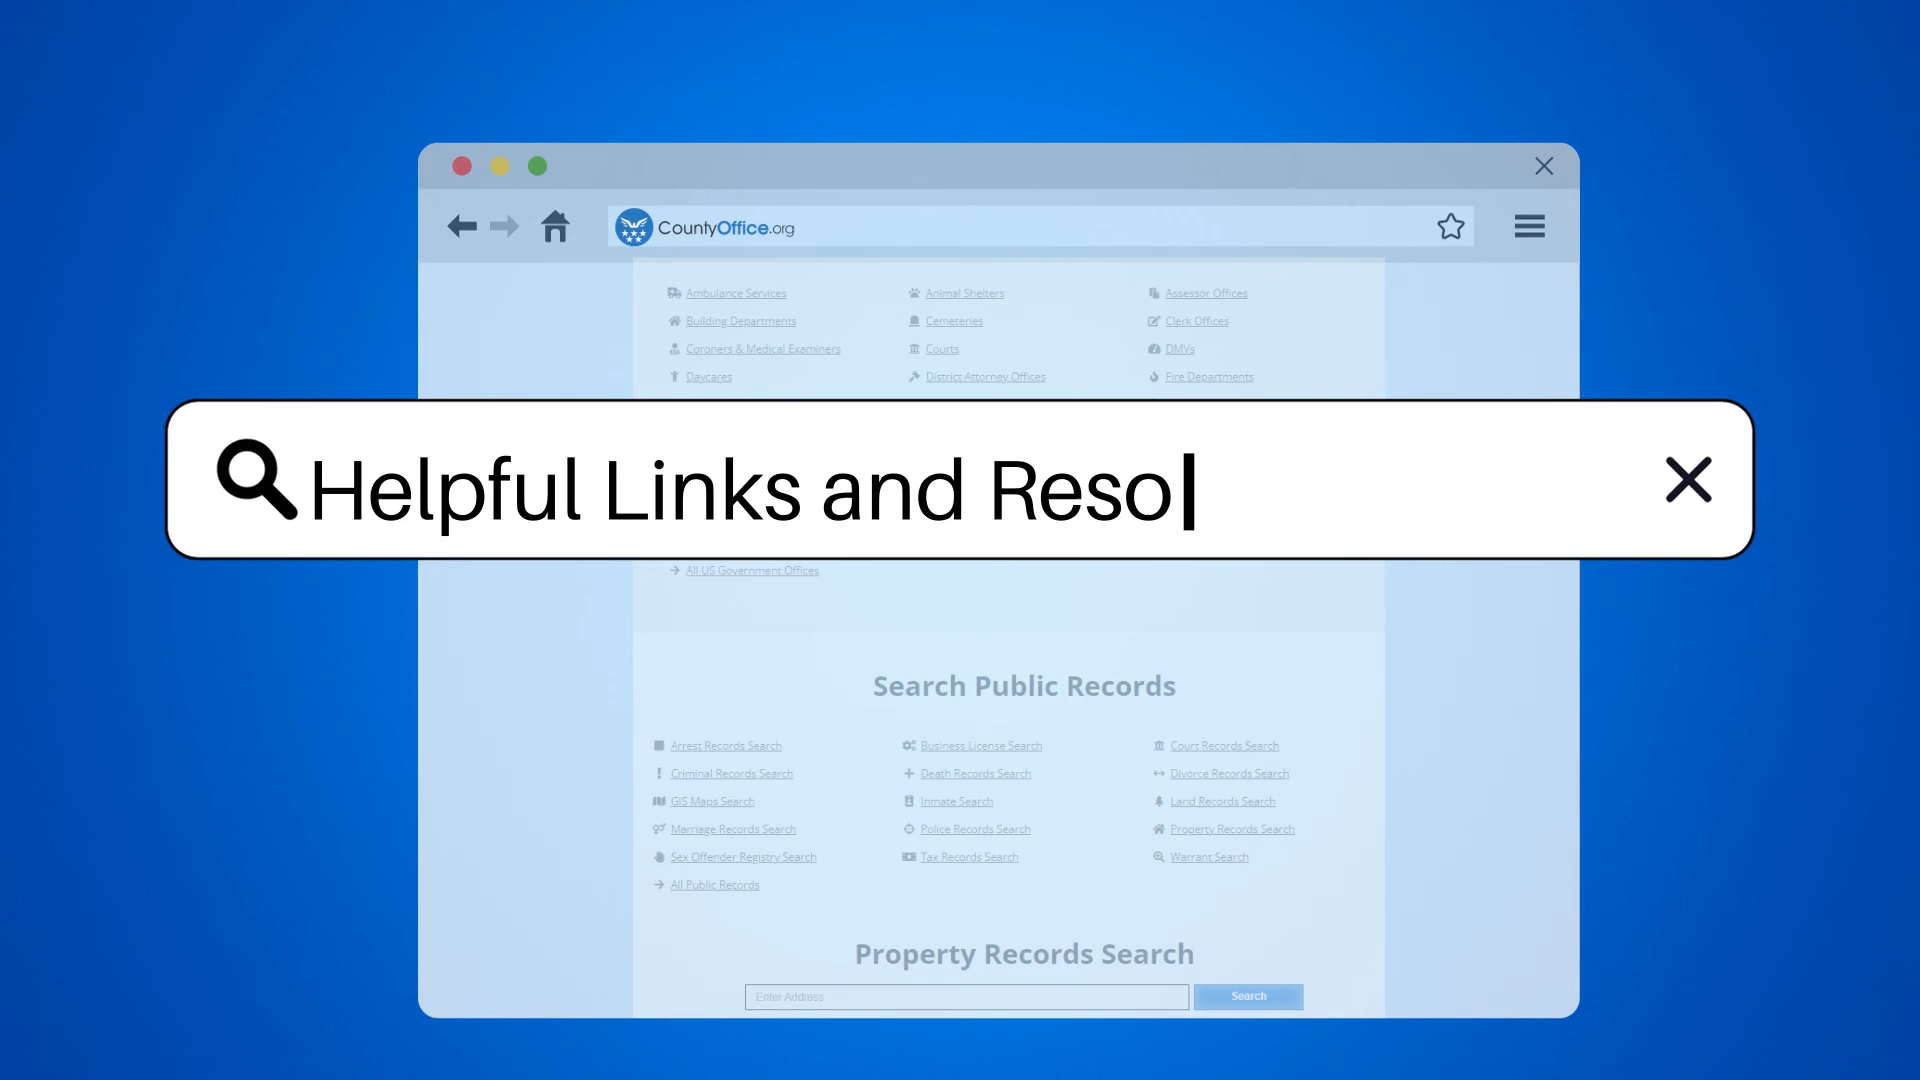 CountyOffice.org
Ambulance Services Animal Shelters Assessor Offices
Building Departments Cemeteries Clerk Offices
Coroners & Medical Examiners Courts DMVs
Daycares District Attorney Offices Fire Departments
Helpful Links and Reso
All US Government Offices
Search Public Records
Arrest Records Search Business License Search Court Records Search
Criminal Records Search Death Records Search Divorce Records Search
GIS Maps Search Inmate Search Land Records Search
Marriage Records Search Police Records Search Property Records Search
Sex Offender Registry Search Tax Records Search Warrant Search
All Public Records
Property Records Search
Enter Address Search